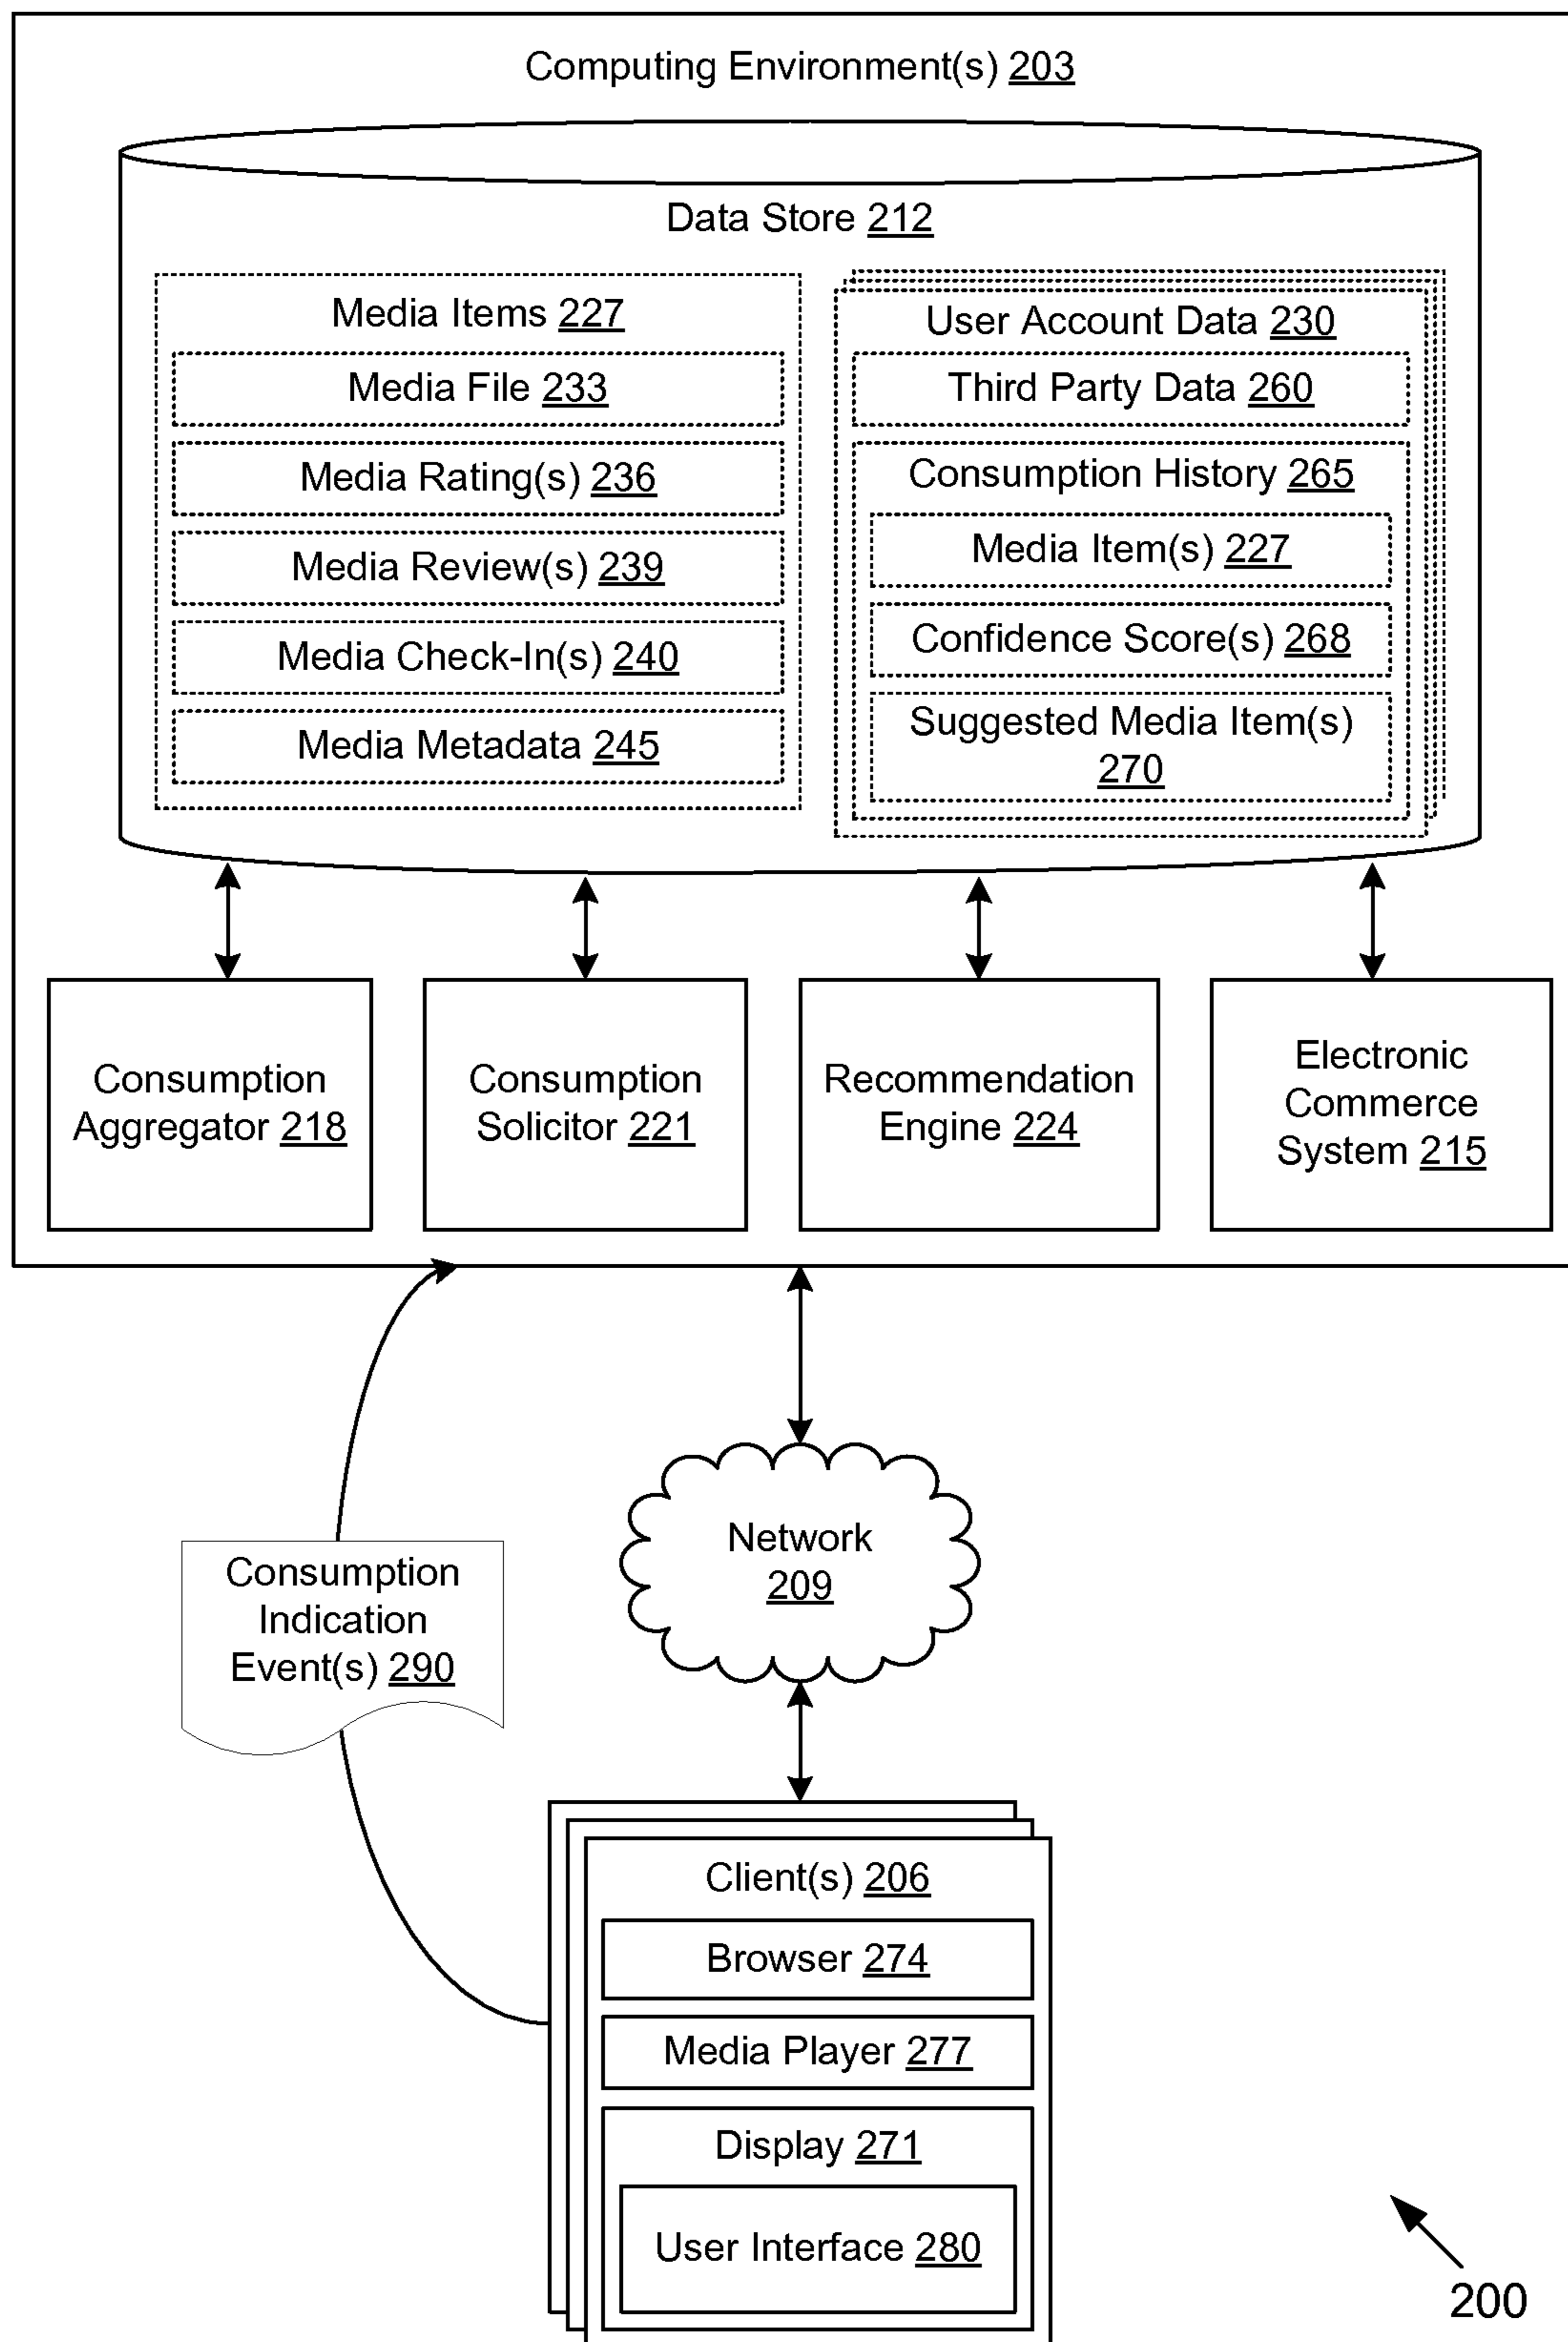 Computing Environment(s) 203
Data Store 212
Media Items 227
Media File 233
Media Rating(s) 236
Media Review(s) 239
Media Check-In(s) 240
Media Metadata 245
User Account Data 230
Third Party Data 260
Consumption History 265
Media Item(s) 227
Confidence Score(s) 268
Suggested Media Item(s)
270
Consumption
Aggregator 218
Consumption
Solicitor 221
Recommendation
Engine 224
Electronic
Commerce
System 215
Consumption
Indication
Event(s) 290
Network
209
Client(s) 206
Browser 274
Media Player 277
Display 271
User Interface 280
200